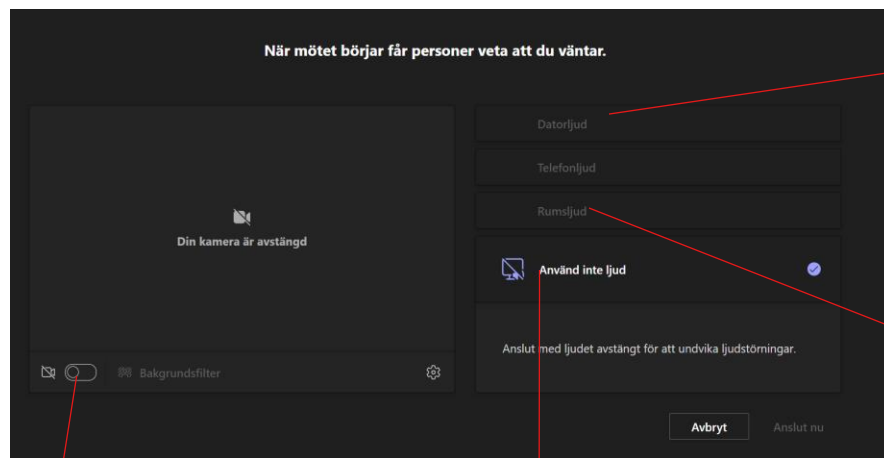 När mötet börjar får personer veta att du väntar.
Din kamera är avstängd
Bakgrundsfilter
Datorljud
Telefonljud
Rumsljud
Använd inte ljud
Anslut med ljudet avstängt för att undvika ljudstörningar.
Avbryt
Anslut nu